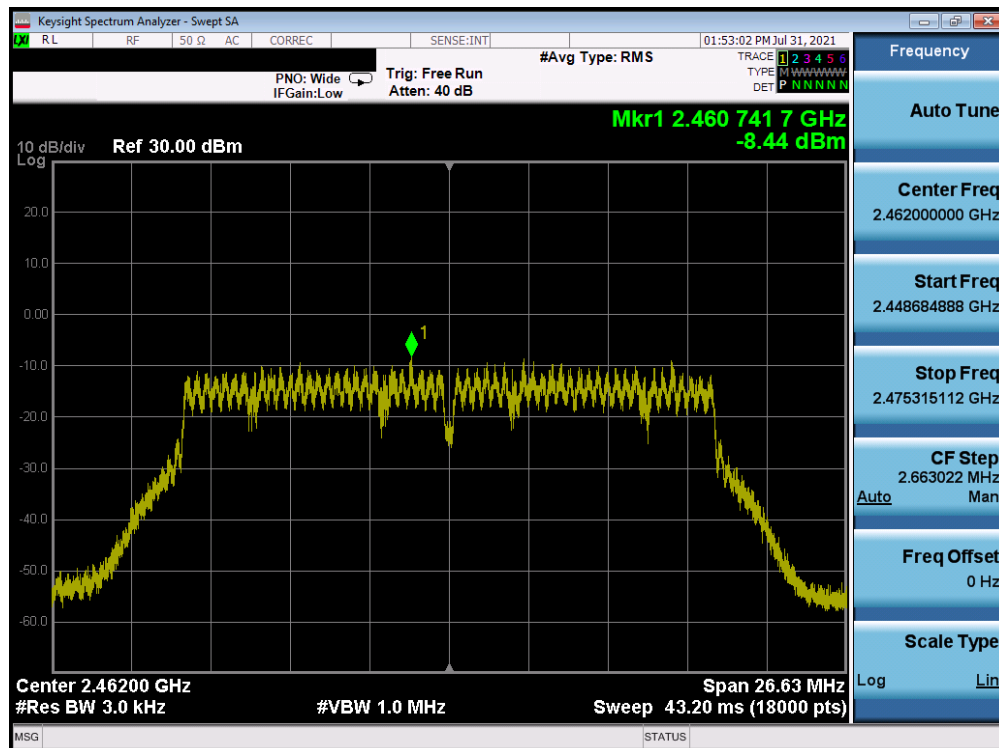 Keysight Spectrum Analyzer - Swept SA
LXI RL RF 50 Ω AC CORREC SENSE:INT 01:53:02 PM Jul 31, 2021
#Avg Type: RMS
TRACE 1 2 3 4 5 6
TYPE M W W W W W
DET P N N N N N
PNO: Wide
IFGain:Low
Trig: Free Run
Atten: 40 dB
Mkr1 2.460 741 7 GHz
-8.44 dBm
10 dB/div
Log
Ref 30.00 dBm
20.0
10.0
0.00
-10.0
-20.0
-30.0
-40.0
-50.0
-60.0
1
Center 2.46200 GHz
Span 26.63 MHz
#Res BW 3.0 kHz
#VBW 1.0 MHz
Sweep 43.20 ms (18000 pts)
MSG
STATUS
Frequency
Auto Tune
Center Freq
2.462000000 GHz
Start Freq
2.448684888 GHz
Stop Freq
2.475315112 GHz
CF Step
2.663022 MHz
Auto Man
Freq Offset
0 Hz
Scale Type
Log Lin